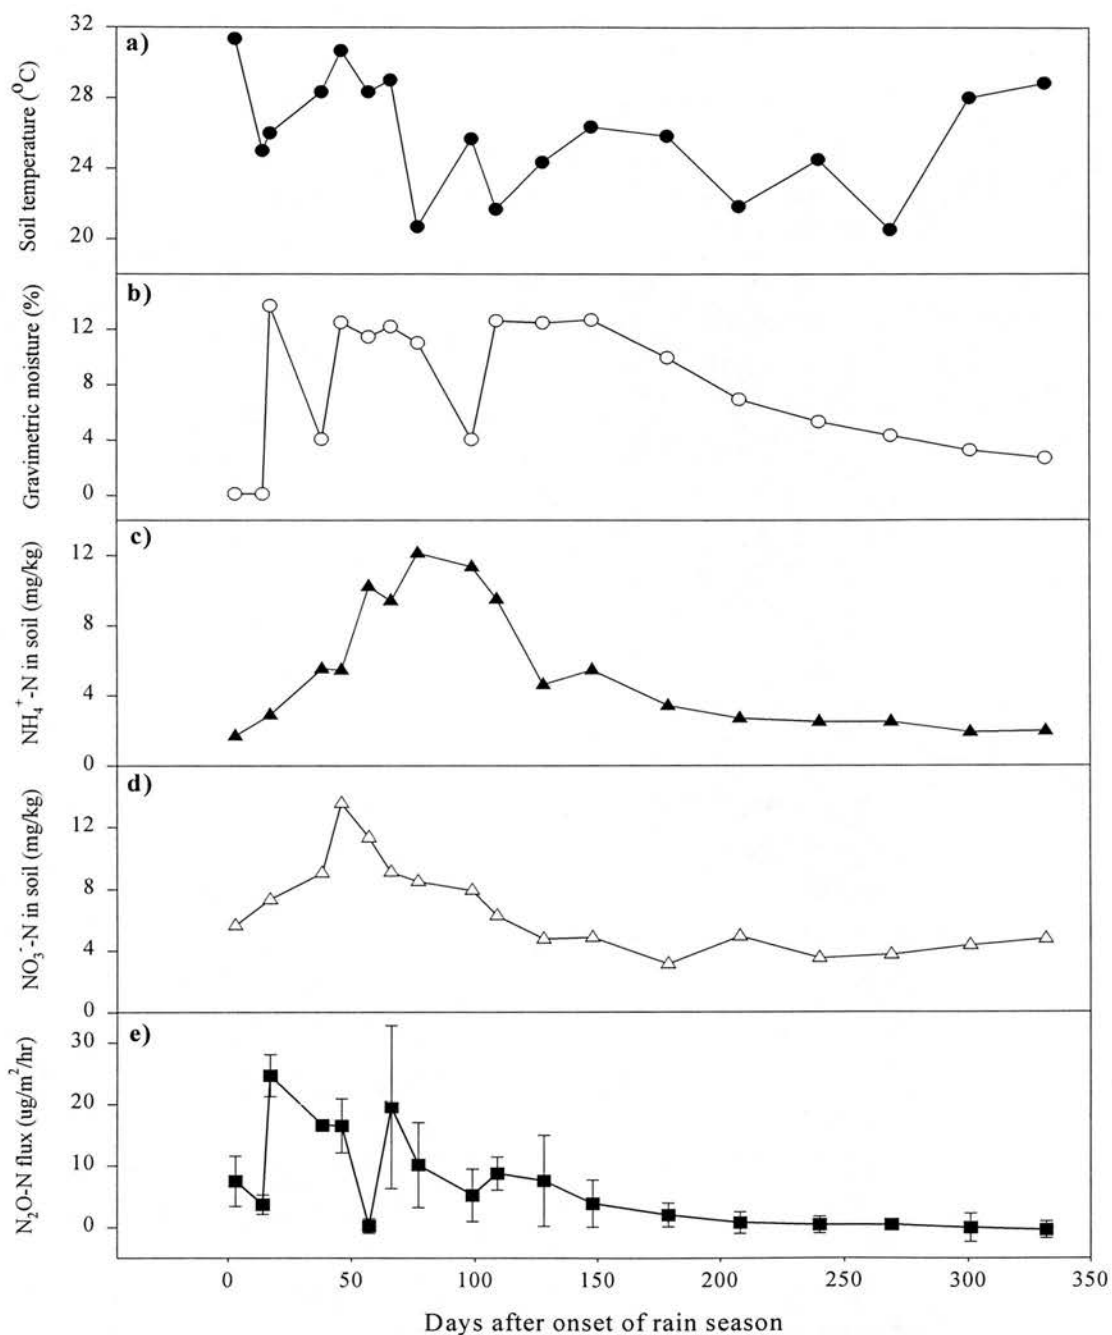 a)
Soil temperature (°C)
32
28
24
20
b)
Gravimetric moisture (%)
12
8
4
0
c)
NH₄⁺-N in soil (mg/kg)
12
8
4
0
d)
NO₃⁻-N in soil (mg/kg)
12
8
4
0
e)
N₂O-N flux (ug/m²/hr)
30
20
10
0
0 50 100 150 200 250 300 350
Days after onset of rain season